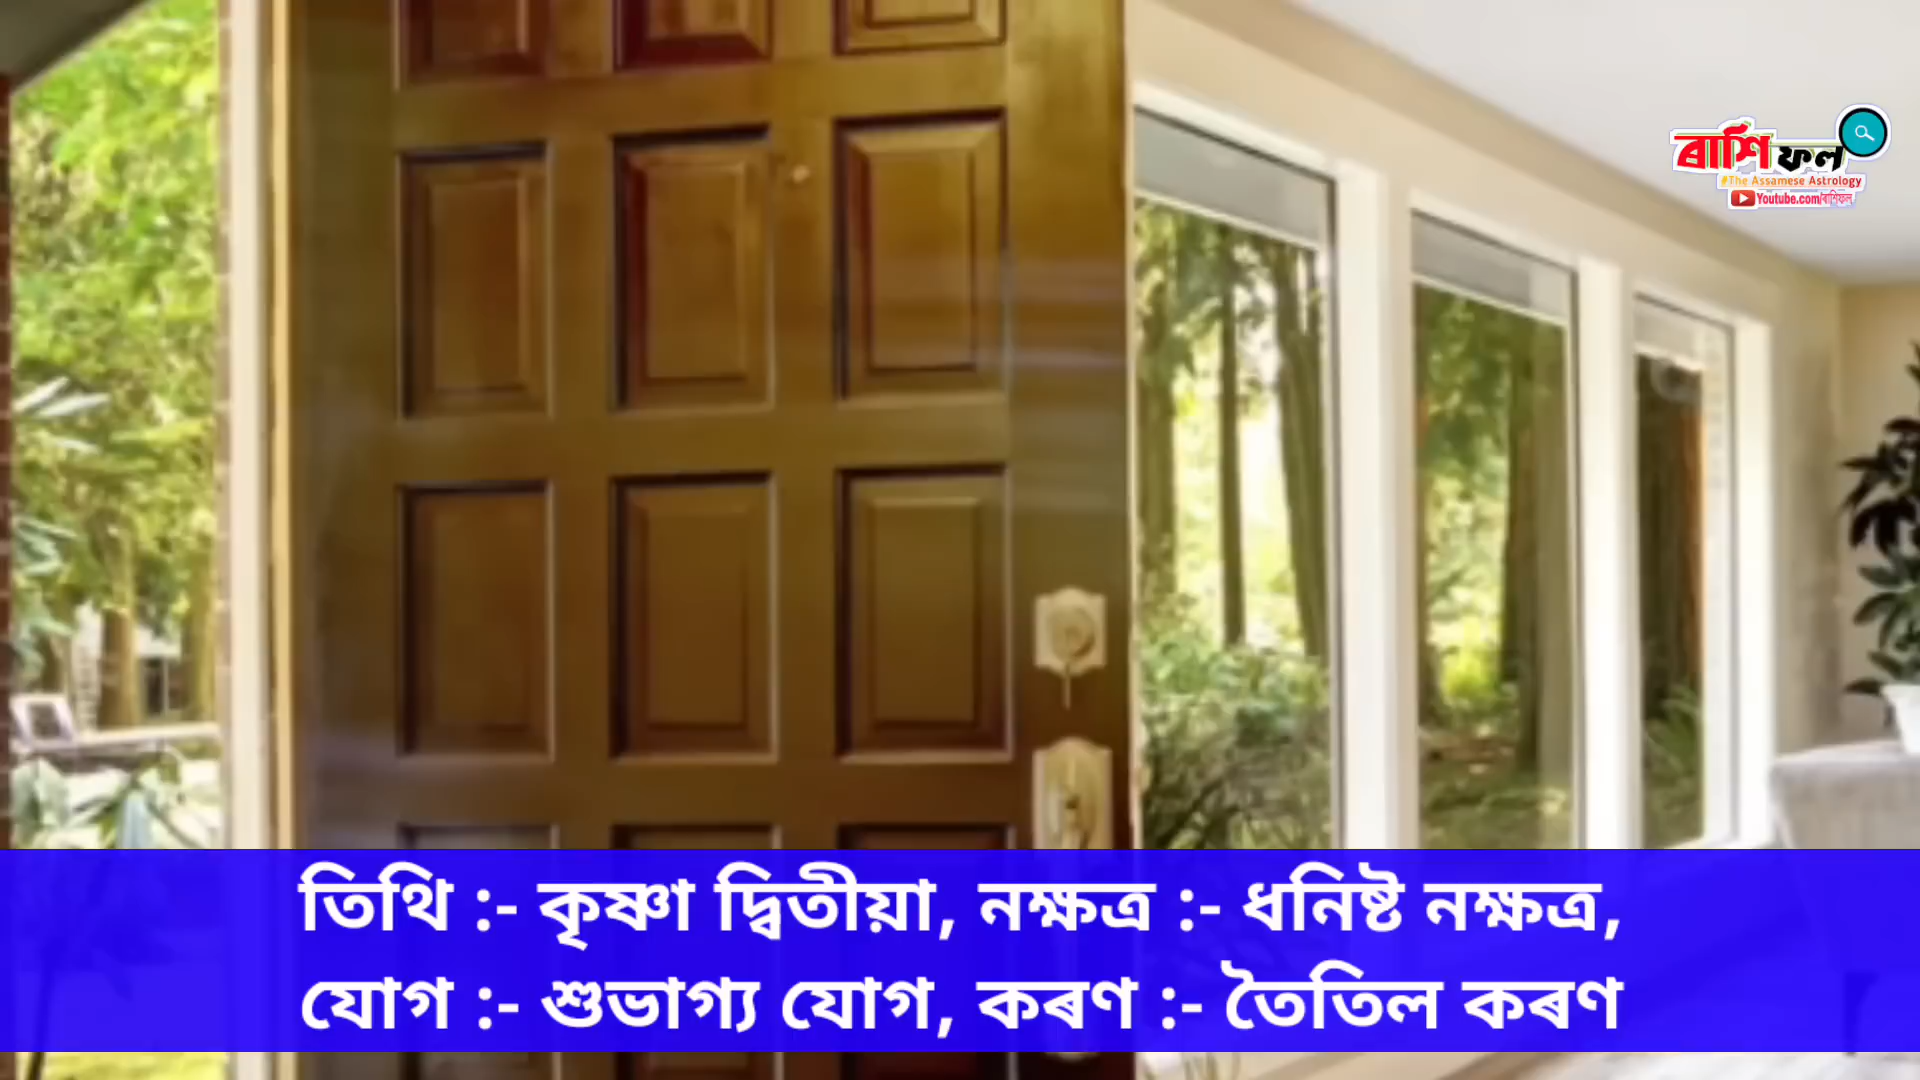 ৰাশি ফল
#The Assamese Astrology
Youtube.com/ৰাশিফল
তিথি :- কৃষ্ণা দ্বিতীয়া, নক্ষত্ৰ :- ধনিষ্ট নক্ষত্ৰ,
যোগ :- শুভাগ্য যোগ, কৰণ :- তৈতিল কৰণ